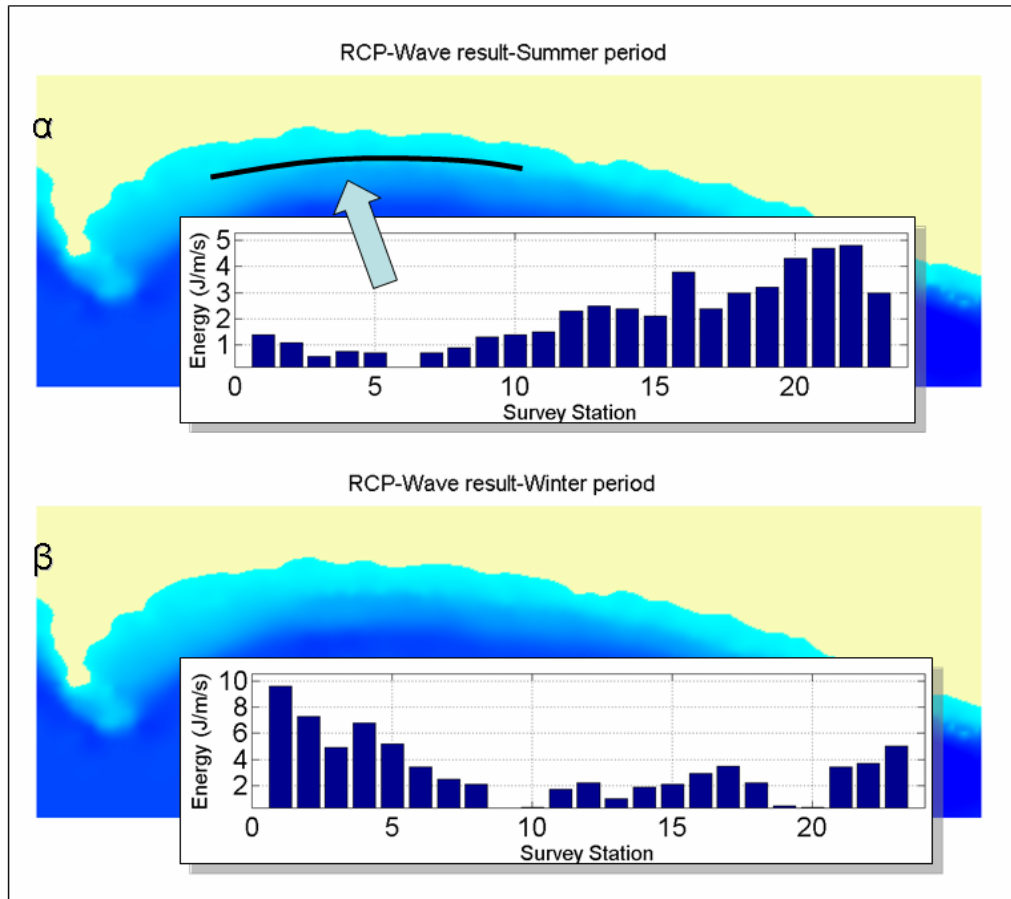 RCP-Wave result-Summer period
α
5
4
3
2
1
Energy (J/m/s)
0 5 10 15 20
Survey Station
RCP-Wave result-Winter period
β
10
8
6
4
2
Energy (J/m/s)
0 5 10 15 20
Survey Station